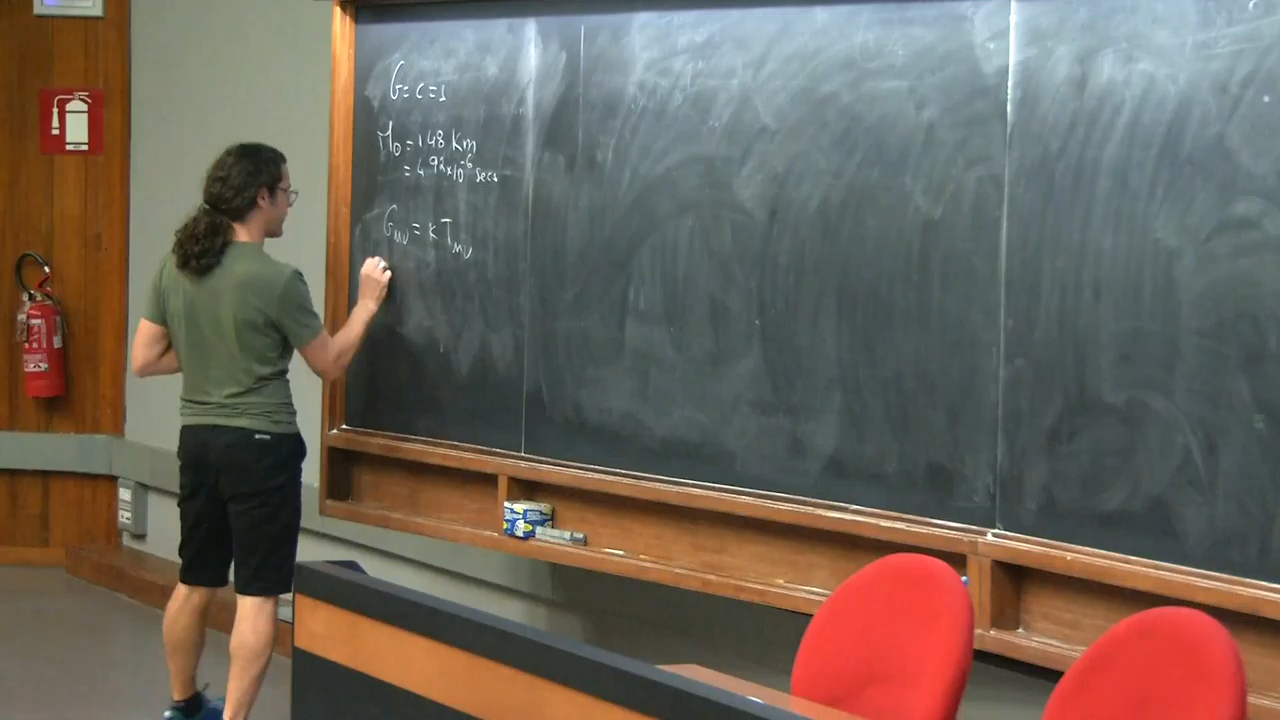 G = c = 1
M⊙ = 1.48 Km
= 4.92 × 10⁻⁶ secs
Gμν = κ Tμν